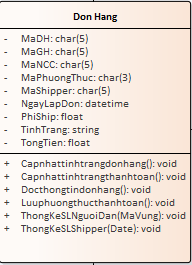 Don Hang
- MaDH: char(5)
- MaGH: char(5)
- MaNCC: char(5)
- MaPhuongThuc: char(3)
- MaShipper: char(5)
- NgayLapDon: datetime
- PhiShip: float
- TinhTrang: string
- TongTien: float
+ Capnhattinhtrangdonhang(): void
+ Capnhattinhtrangthanhtoan(): void
+ Docthongtindonhang(): void
+ Luuphuongthucthanhtoan(): void
+ ThongKeSLNguoiDan(MaVung): void
+ ThongKeSLShipper(Date): void